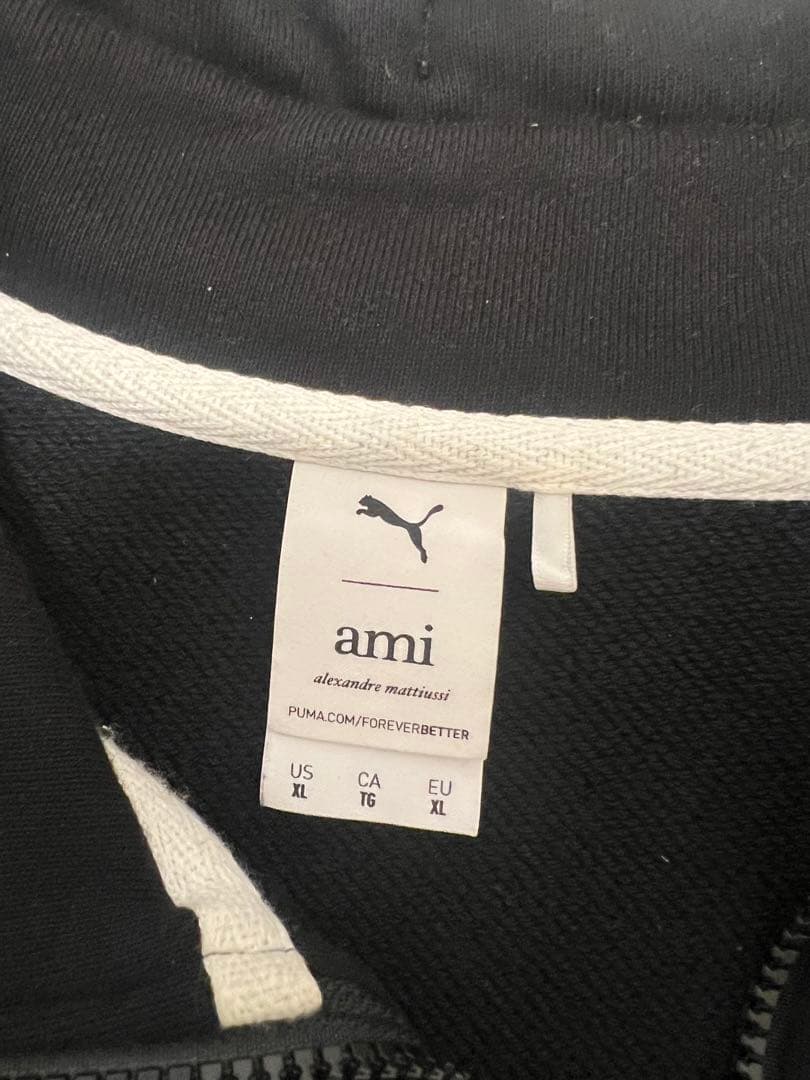 ami
alexandre mattiussi
PUMA.COM/FOREVERBETTER
US CA EU
XL TG XL